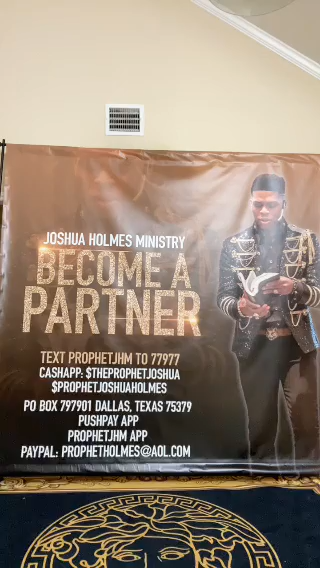 JOSHUA HOLMES MINISTRY
BECOME A
PARTNER
TEXT PROPHETJHM TO 77977
CASHAPP: $THEPROPHETJOSHUA
$PROPHETJOSHUAHOLMES
PO BOX 797901 DALLAS, TEXAS 75379
PUSHPAY APP
PROPHETJHM APP
PAYPAL: PROPHETHOLMES@AOL.COM